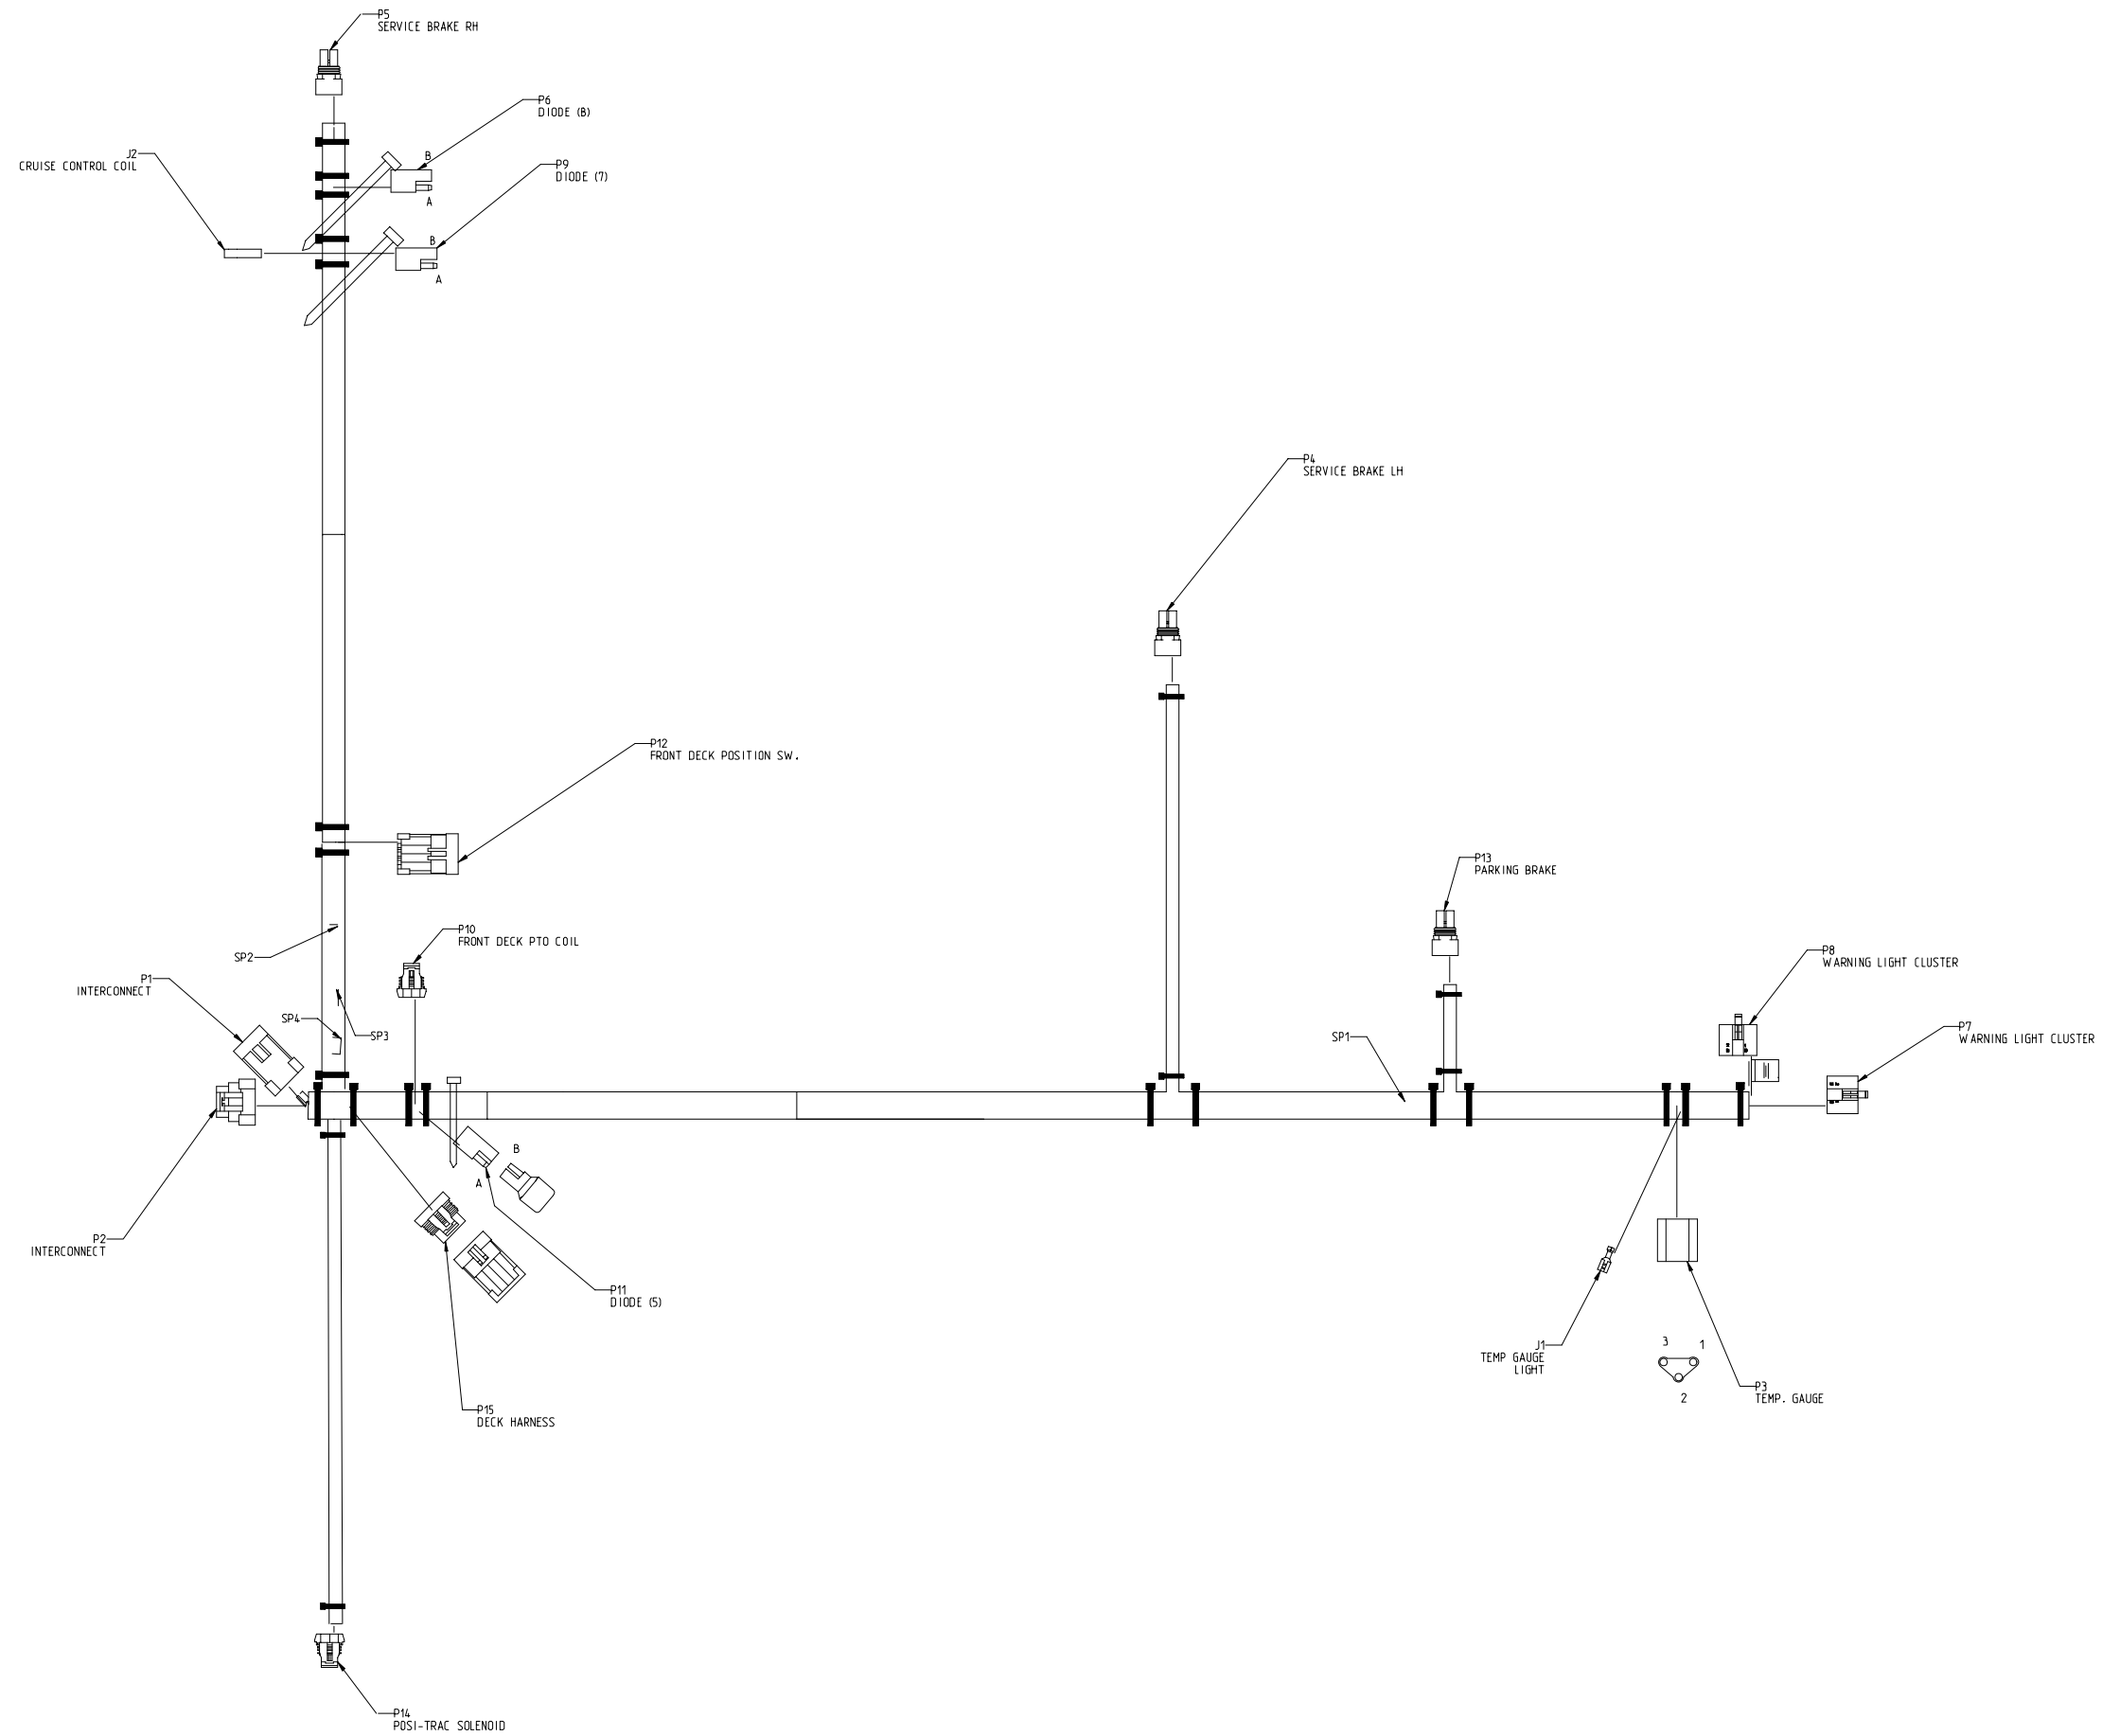 P5
SERVICE BRAKE RH
P6
DIODE (B)
J2
CRUISE CONTROL COIL
B
P9
DIODE (7)
A
B
A
P4
SERVICE BRAKE LH
P12
FRONT DECK POSITION SW.
P13
PARKING BRAKE
P10
FRONT DECK PTO COIL
SP2
P8
WARNING LIGHT CLUSTER
P1
INTERCONNECT
SP4
SP3
SP1
P7
WARNING LIGHT CLUSTER
B
A
P2
INTERCONNECT
P11
DIODE (5)
J1
TEMP GAUGE
LIGHT
3
1
2
P3
TEMP. GAUGE
P15
DECK HARNESS
P14
POSI-TRAC SOLENOID